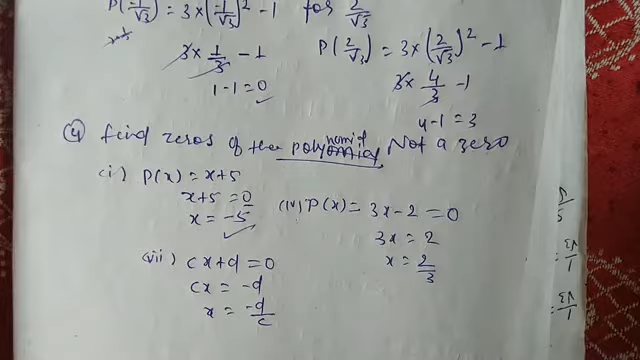 P(-1/√3) = 3×(-1/√3)² - 1 for 2/√3
3 × 1/3 - 1
1 - 1 = 0 ✓
P(2/√3) = 3×(2/√3)² - 1
3 × 4/3 - 1
4 - 1 = 3
Not a zero
(4) find zeros of the polynomial
(i) P(x) = x+5
x+5 = 0
x = -5 ✓
(iv) P(x) = 3x - 2 = 0
3x = 2
x = 2/3
(vii) cx+d = 0
cx = -d
x = -d/c